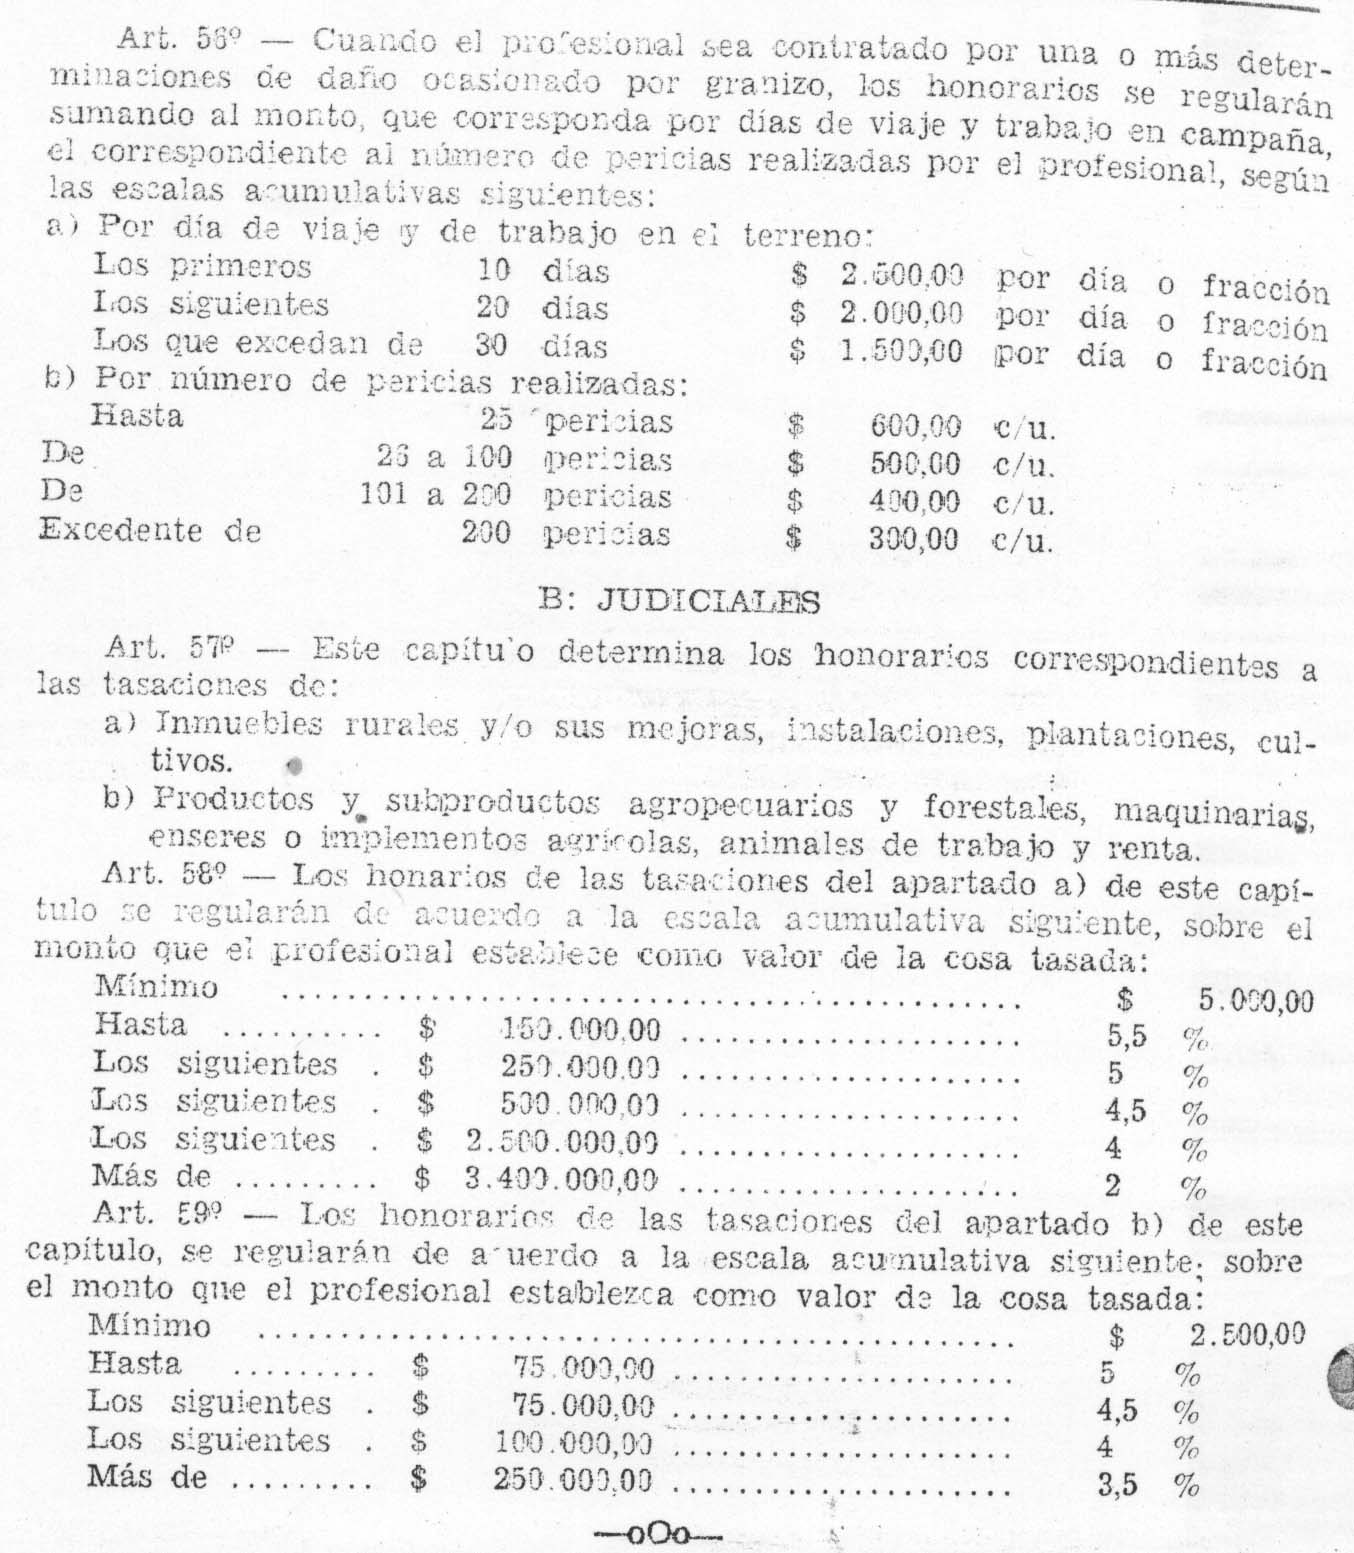 Art. 56º — Cuando el profesional sea contratado por una o más deter-
minaciones de daño ocasionado por granizo, los honorarios se regularán
sumando al monto, que corresponda por días de viaje y trabajo en campaña,
el correspondiente al número de pericias realizadas por el profesional, según
las escalas acumulativas siguientes:
a) Por día de viaje y de trabajo en el terreno:
Los primeros 10 días $ 2.500,00 por día o fracción
Los siguientes 20 días $ 2.000,00 por día o fracción
Los que excedan de 30 días $ 1.500,00 por día o fracción
b) Por número de pericias realizadas:
Hasta 25 pericias $ 600,00 c/u.
De 26 a 100 pericias $ 500,00 c/u.
De 101 a 200 pericias $ 400,00 c/u.
Excedente de 200 pericias $ 300,00 c/u.
B: JUDICIALES
Art. 57º — Este capítulo determina los honorarios correspondientes a
las tasaciones de:
a) Inmuebles rurales y/o sus mejoras, instalaciones, plantaciones, cul-
tivos.
b) Productos y subproductos agropecuarios y forestales, maquinarias,
enseres o implementos agrícolas, animales de trabajo y renta.
Art. 58º — Los honarios de las tasaciones del apartado a) de este capí-
tulo se regularán de acuerdo a la escala acumulativa siguiente, sobre el
monto que el profesional establece como valor de la cosa tasada:
Mínimo ............................................. $ 5.000,00
Hasta .......... $ 150.000,00 ..................... 5,5 %
Los siguientes . $ 250.000,00 ..................... 5 %
Los siguientes . $ 500.000,00 ..................... 4,5 %
Los siguientes . $ 2.500.000,00 ..................... 4 %
Más de ......... $ 3.400.000,00 ..................... 2 %
Art. 59º — Los honorarios de las tasaciones del apartado b) de este
capítulo, se regularán de acuerdo a la escala acumulativa siguiente; sobre
el monto que el profesional establezca como valor de la cosa tasada:
Mínimo .............................................. $ 2.500,00
Hasta ......... $ 75.000,00 ..................... 5 %
Los siguientes . $ 75.000,00 ..................... 4,5 %
Los siguientes . $ 100.000,00 ..................... 4 %
Más de ......... $ 250.000,00 ..................... 3,5 %
—oOo—